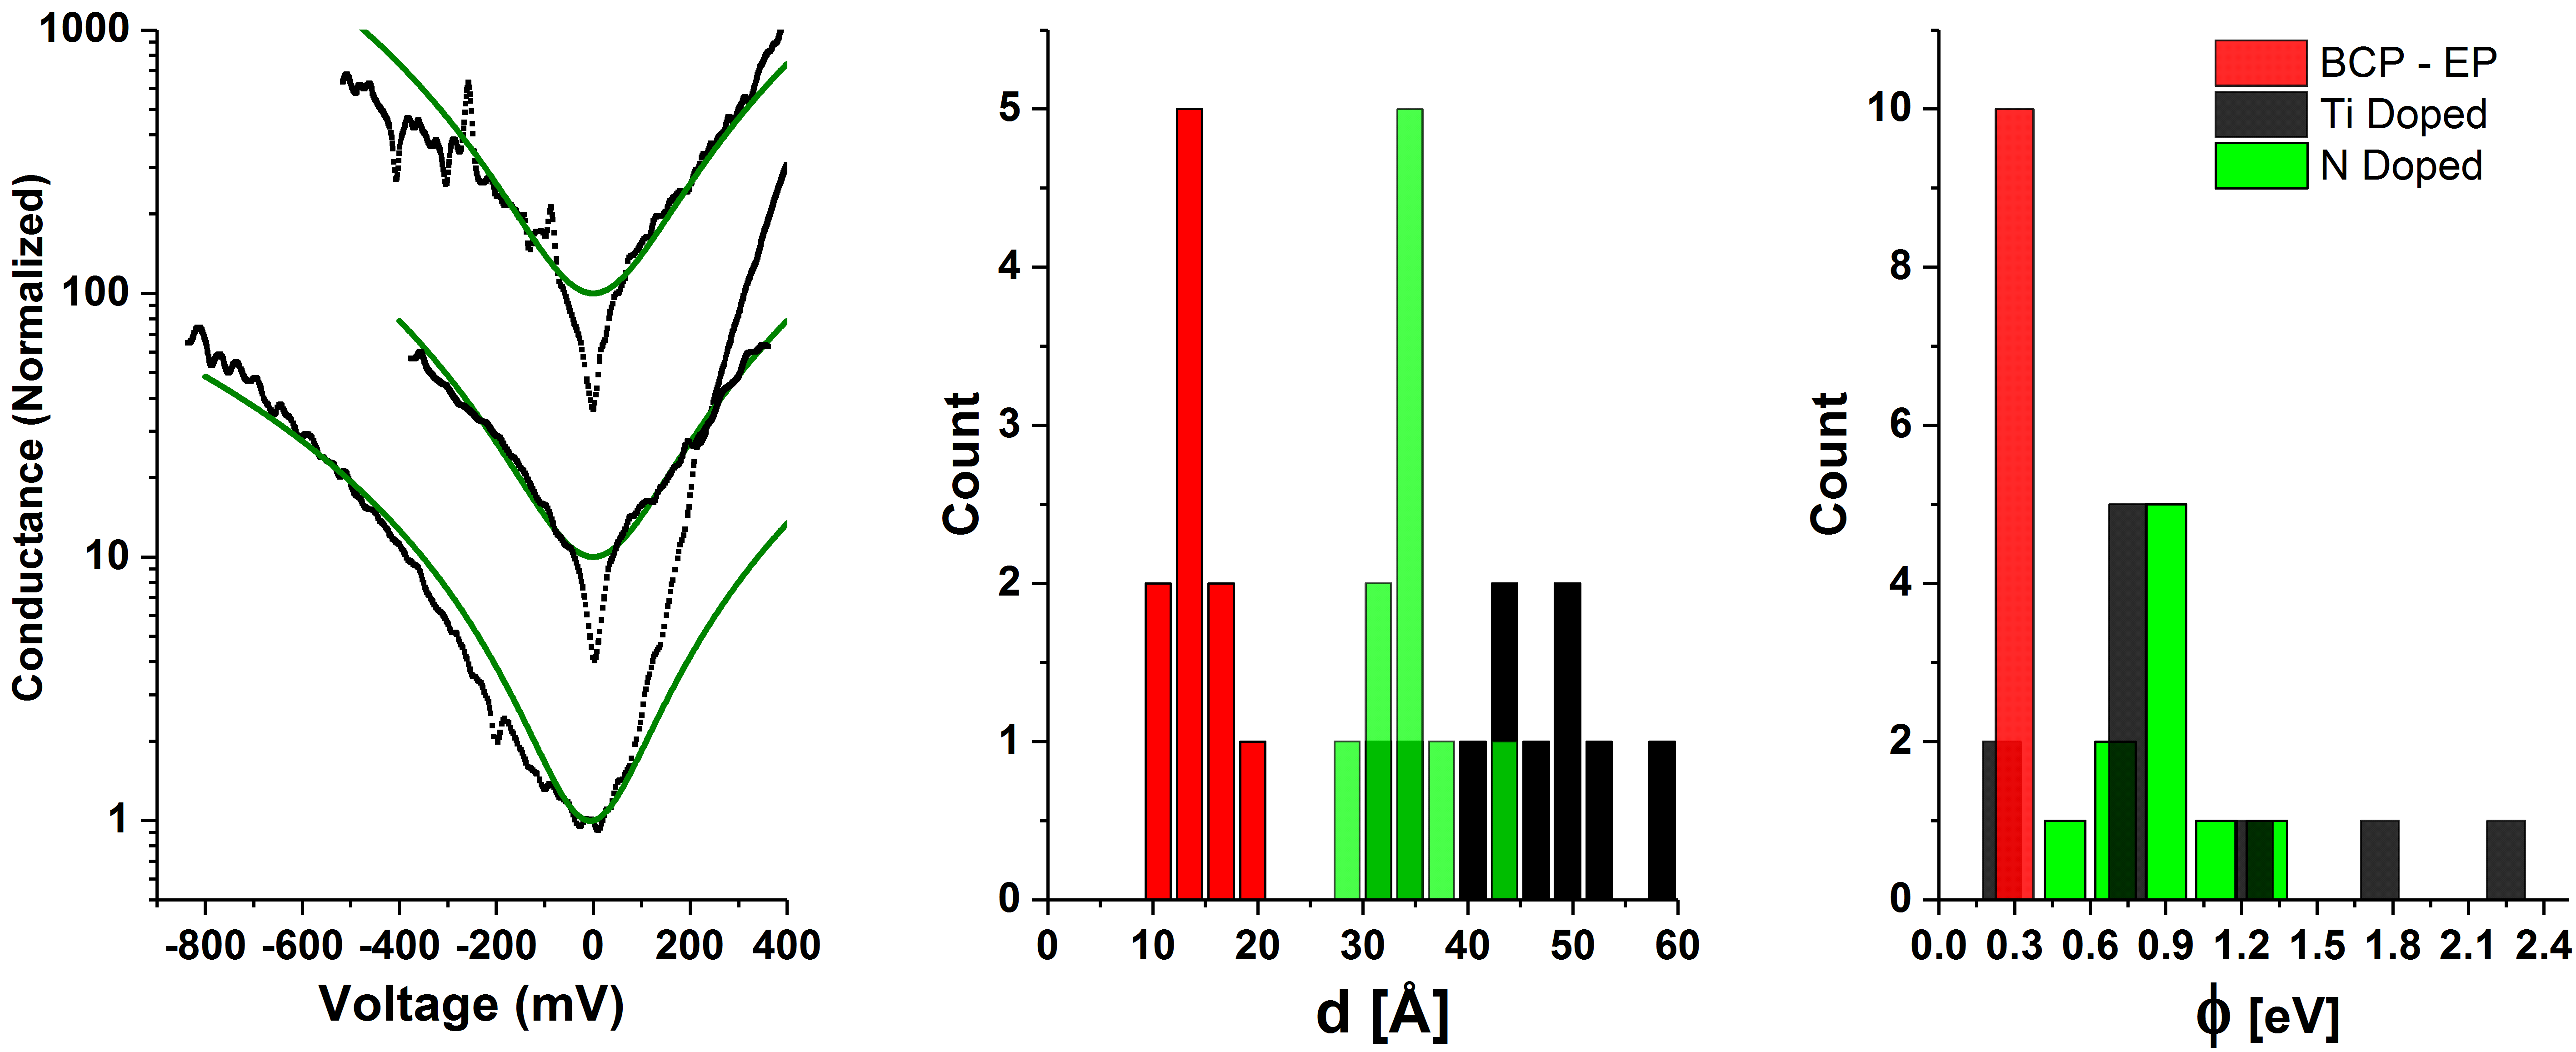 Conductance (Normalized)
1000
100
10
1
-800 -600 -400 -200 0 200 400
Voltage (mV)
Count
5
4
3
2
1
0
0 10 20 30 40 50 60
d [Å]
Count
10
8
6
4
2
0
0.0 0.3 0.6 0.9 1.2 1.5 1.8 2.1 2.4
ϕ [eV]
BCP - EP
Ti Doped
N Doped